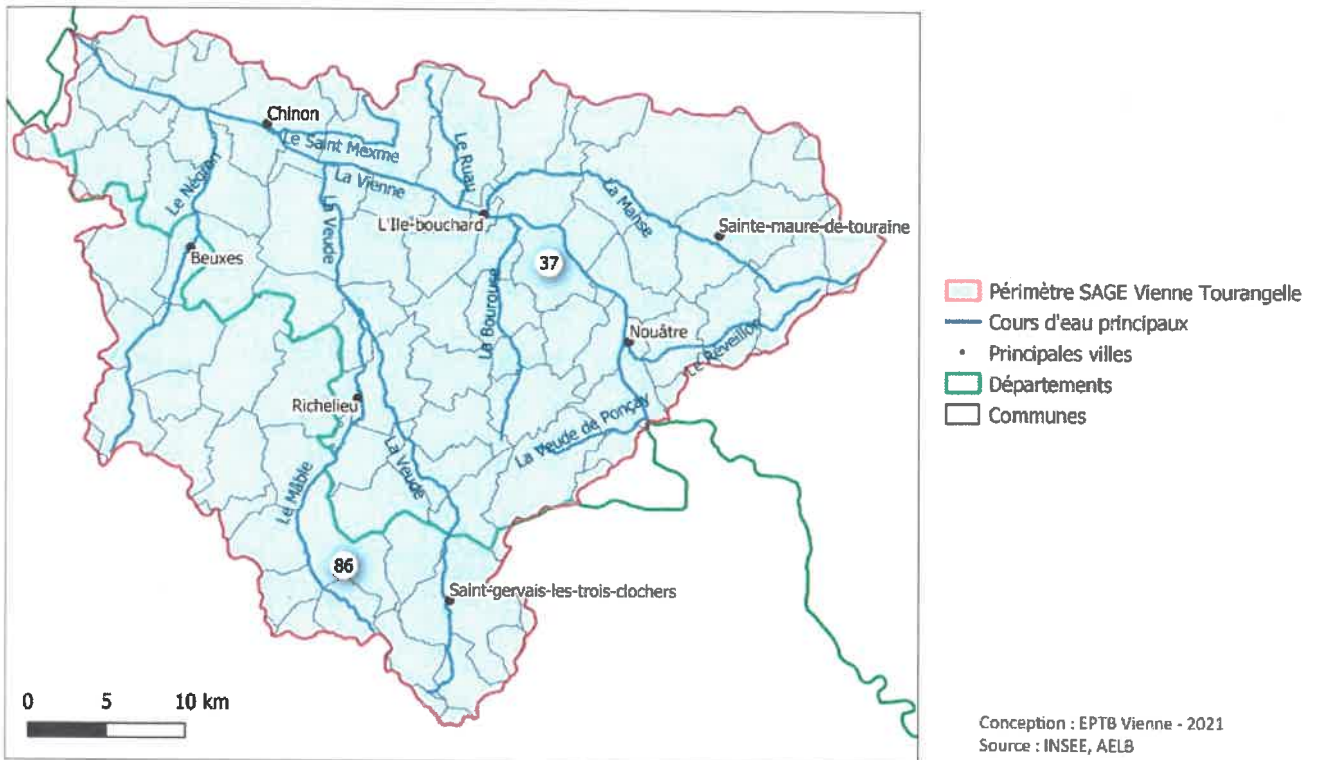 Chinon
Le Saint Mexme
Le Ruau
La Vienne
Le Négron
La Veude
L'Ile-bouchard
La Manse
Sainte-maure-de-touraine
Beuxes
37
La Bourouse
Nouâtre
Le Réveillon
Richelieu
La Veude de Ponçay
La Veude
Le Mâble
86
Saint-gervais-les-trois-clochers
0 5 10 km
Périmètre SAGE Vienne Tourangelle
Cours d'eau principaux
Principales villes
Départements
Communes
Conception : EPTB Vienne - 2021
Source : INSEE, AELB